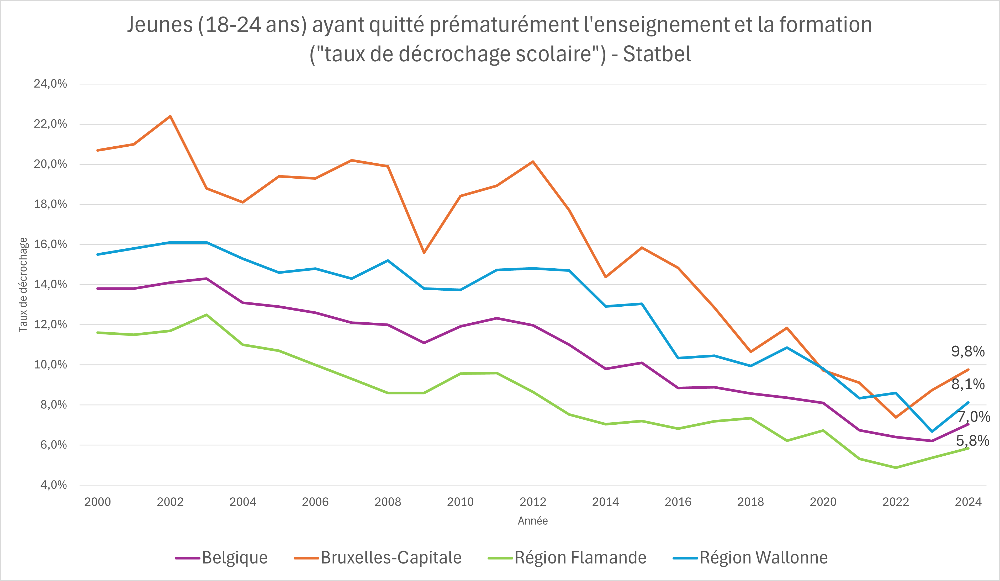 Jeunes (18-24 ans) ayant quitté prématurément l'enseignement et la formation
("taux de décrochage scolaire") - Statbel
24,0%
22,0%
20,0%
18,0%
16,0%
14,0%
12,0%
10,0%
8,0%
6,0%
4,0%
Taux de décrochage
9,8%
8,1%
7,0%
5,8%
2000 2002 2004 2006 2008 2010 2012 2014 2016 2018 2020 2022 2024
Année
Belgique Bruxelles-Capitale Région Flamande Région Wallonne